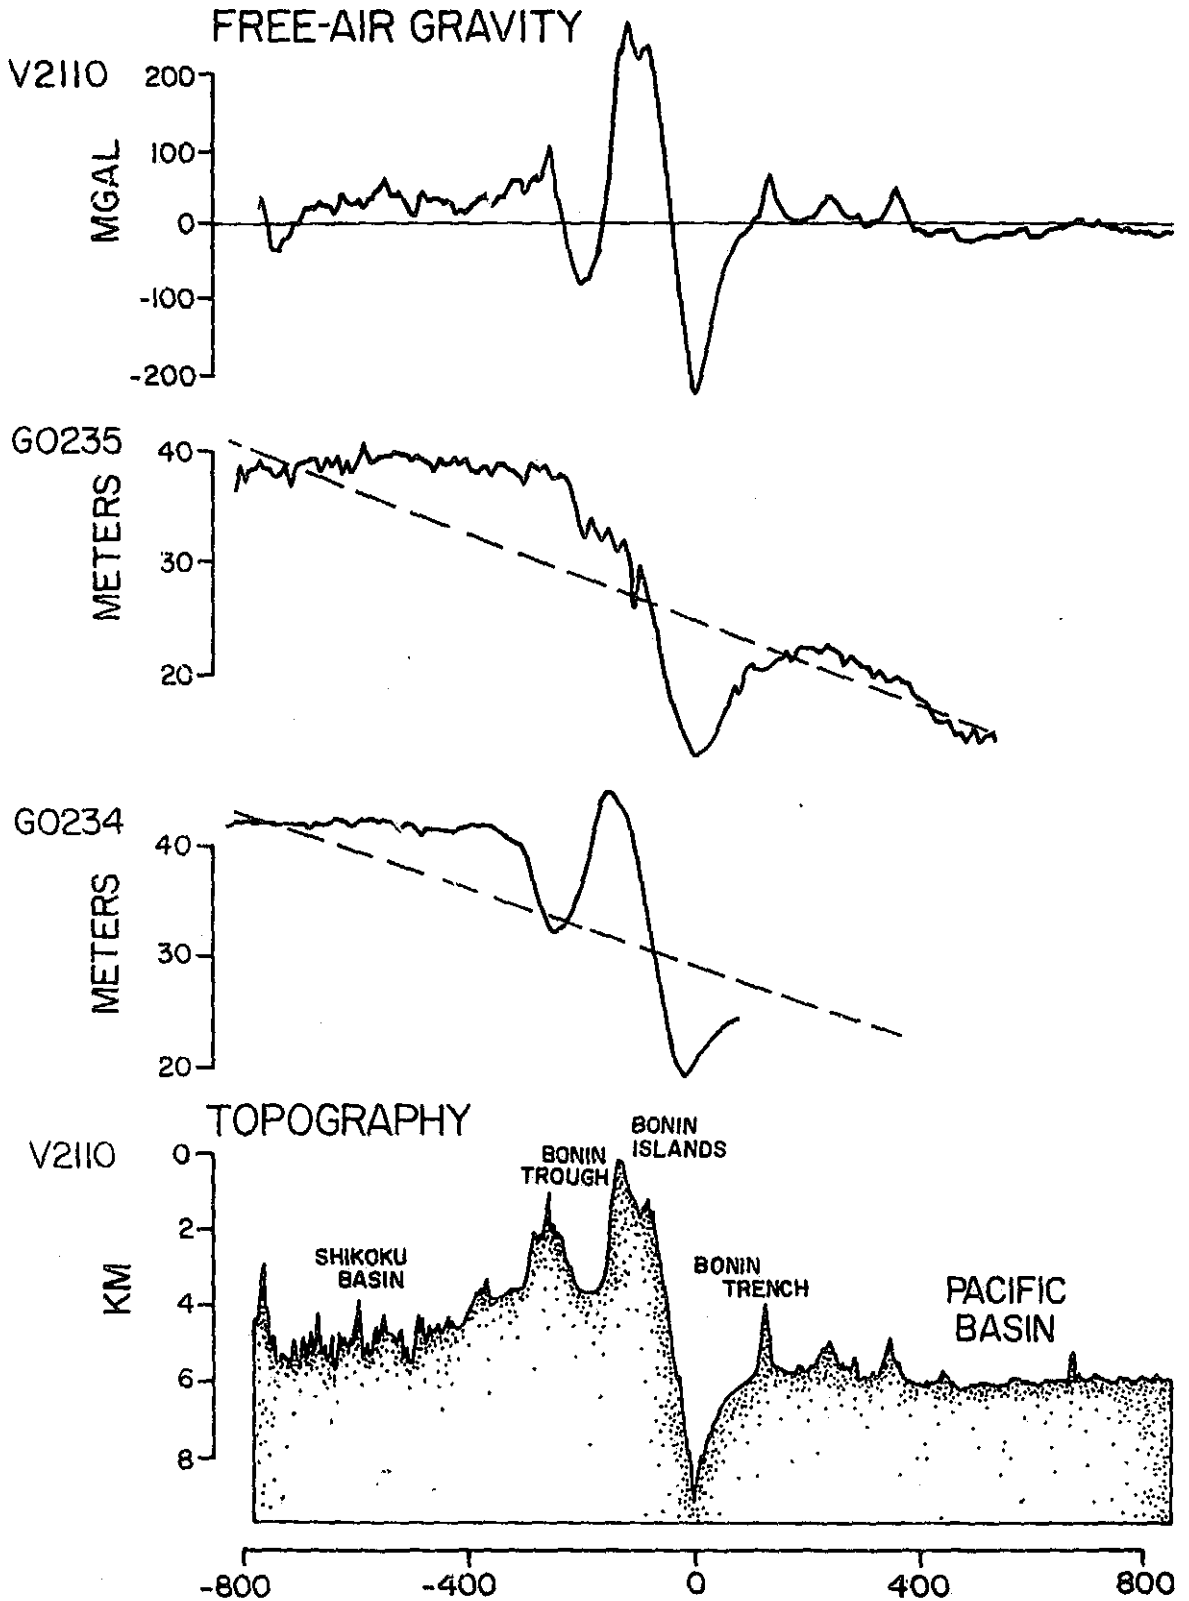 FREE-AIR GRAVITY
V2110
200
100
0
-100
-200
MGAL
GO235
40
30
20
METERS
GO234
40
30
20
METERS
TOPOGRAPHY
V2110
0
2
4
6
8
KM
BONIN
ISLANDS
BONIN
TROUGH
SHIKOKU
BASIN
BONIN
TRENCH
PACIFIC
BASIN
-800
-400
0
400
800